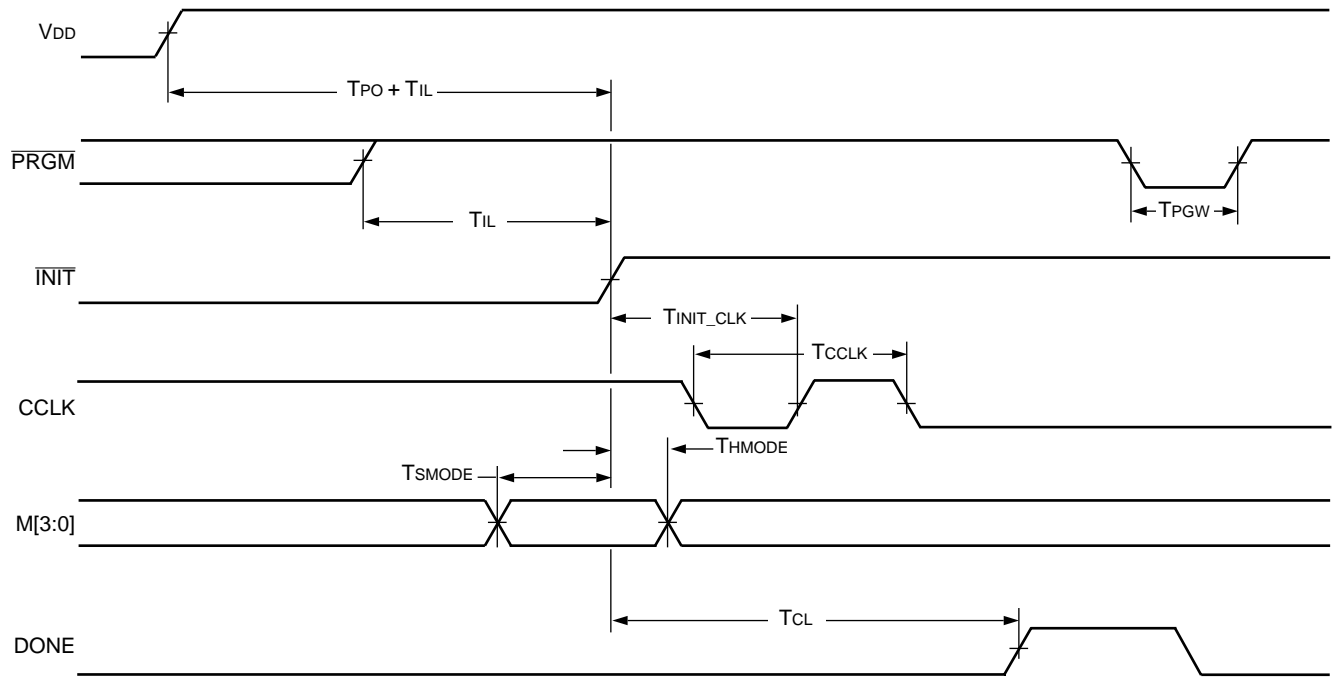 VDD
TPO + TIL
PRGM
TIL
TPGW
INIT
TINIT_CLK
TCCLK
CCLK
THMODE
TSMODE
M[3:0]
TCL
DONE